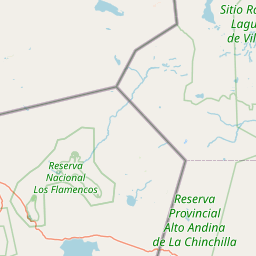 Sitio Ra
Lagu
de Vil
Reserva
Nacional
Los Flamencos
Reserva
Provincial
Alto Andina
de La Chinchilla